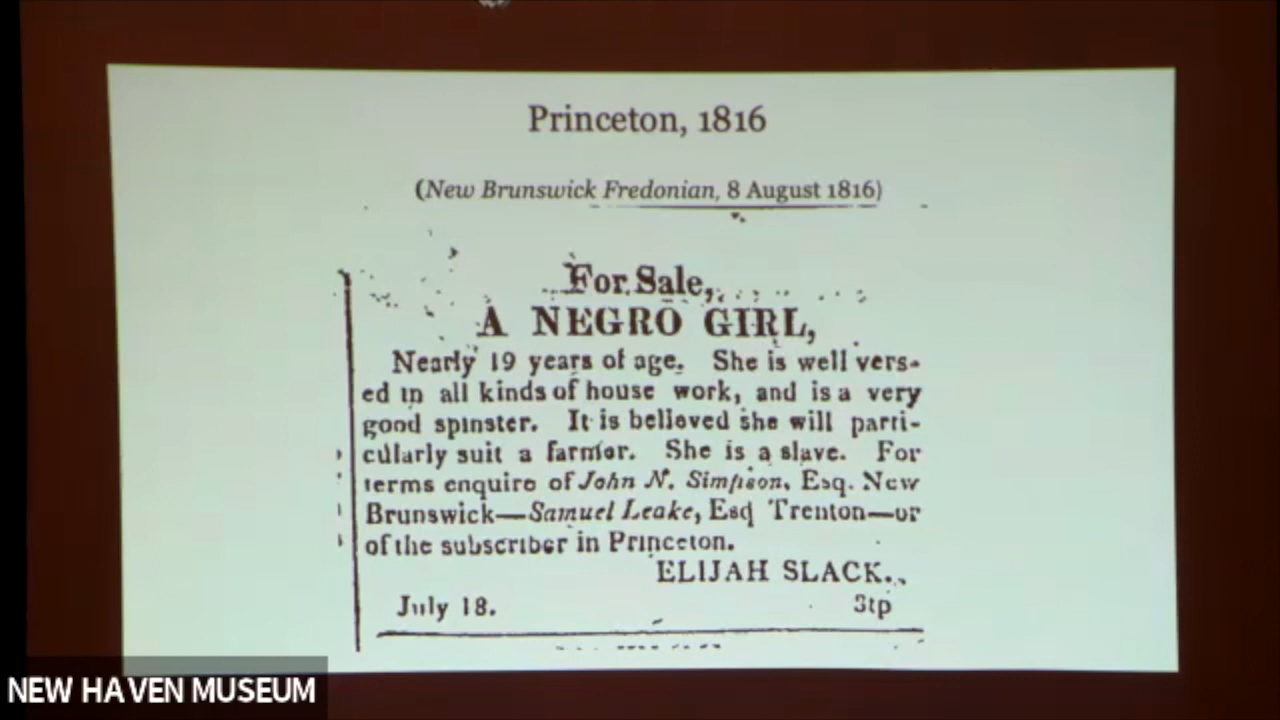 Princeton, 1816
(New Brunswick Fredonian, 8 August 1816)
For Sale,
A NEGRO GIRL,
Nearly 19 years of age. She is well vers-
ed in all kinds of house work, and is a very
good spinster. It is believed she will parti-
cularly suit a farmer. She is a slave. For
terms enquire of John N. Simpson, Esq. New
Brunswick—Samuel Leake, Esq Trenton—or
of the subscriber in Princeton.
ELIJAH SLACK.
July 18. 3tp
NEW HAVEN MUSEUM